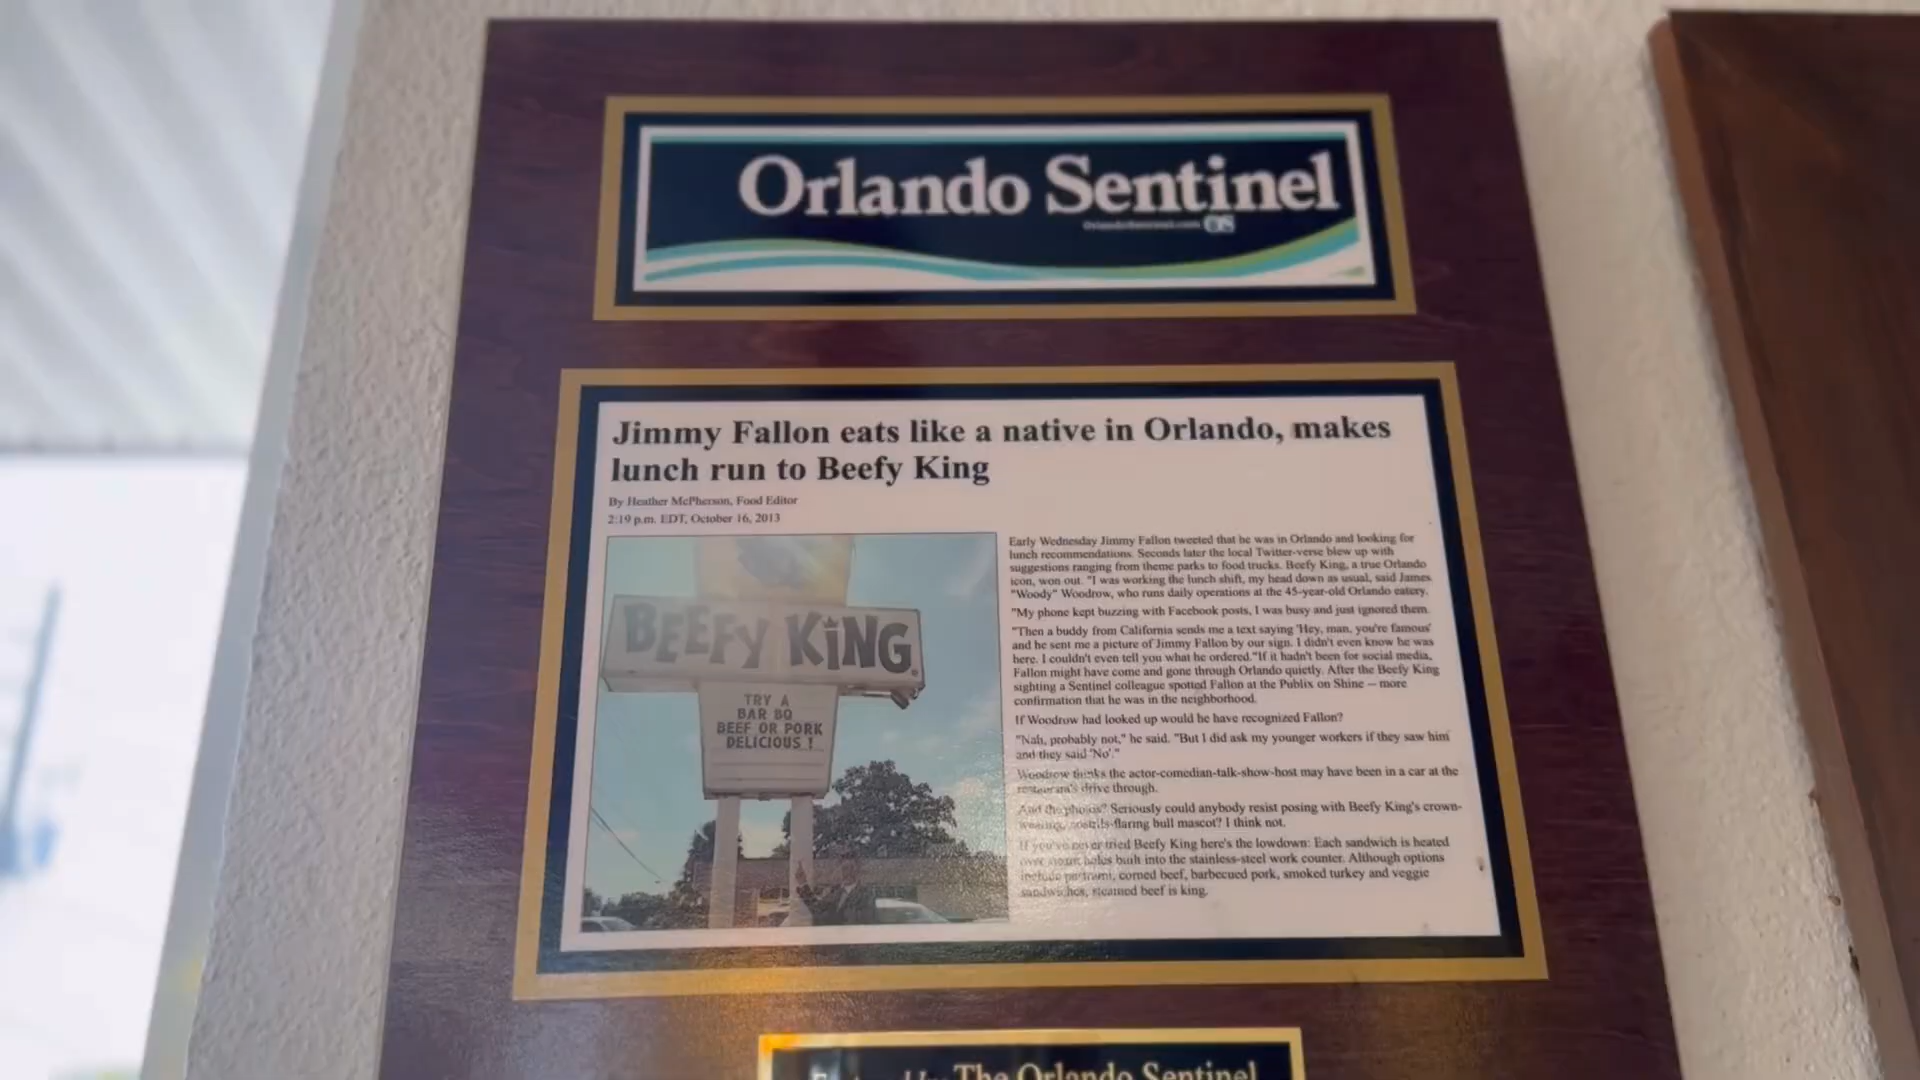 Orlando Sentinel
Jimmy Fallon eats like a native in Orlando, makes
lunch run to Beefy King
By Heather McPherson, Food Editor
2:19 p.m. EDT, October 16, 2013
BEEFY KING
TRY A
BAR BQ
BEEF OR PORK
DELICIOUS !
Early Wednesday Jimmy Fallon tweeted that he was in Orlando and looking for
lunch recommendations. Seconds later the local Twitter-verse blew up with
suggestions ranging from theme parks to food trucks. Beefy King, a true Orlando
icon, won out. "I was working the lunch shift, my head down as usual, said James
"Woody" Woodrow, who runs daily operations at the 45-year-old Orlando eatery.
"My phone kept buzzing with Facebook posts, I was busy and just ignored them.
"Then a buddy from California sends me a text saying 'Hey, man, you're famous'
and he sent me a picture of Jimmy Fallon by our sign. I didn't even know he was
here. I couldn't even tell you what he ordered."If it hadn't been for social media,
Fallon might have come and gone through Orlando quietly. After the Beefy King
sighting a Sentinel colleague spotted Fallon at the Publix on Shine -- more
confirmation that he was in the neighborhood.
If Woodrow had looked up would he have recognized Fallon?
"Nah, probably not," he said. "But I did ask my younger workers if they saw him
and they said 'No'."
Woodrow thinks the actor-comedian-talk-show-host may have been in a car at the
restaurant's drive through.
And the photos? Seriously could anybody resist posing with Beefy King's crown-
wearing, nostrils-flaring bull mascot? I think not.
If you've never tried Beefy King here's the lowdown: Each sandwich is heated
over steam holes built into the stainless-steel work counter. Although options
include pastrami, corned beef, barbecued pork, smoked turkey and veggie
sandwiches, steamed beef is king.
The Orlando Sentinel